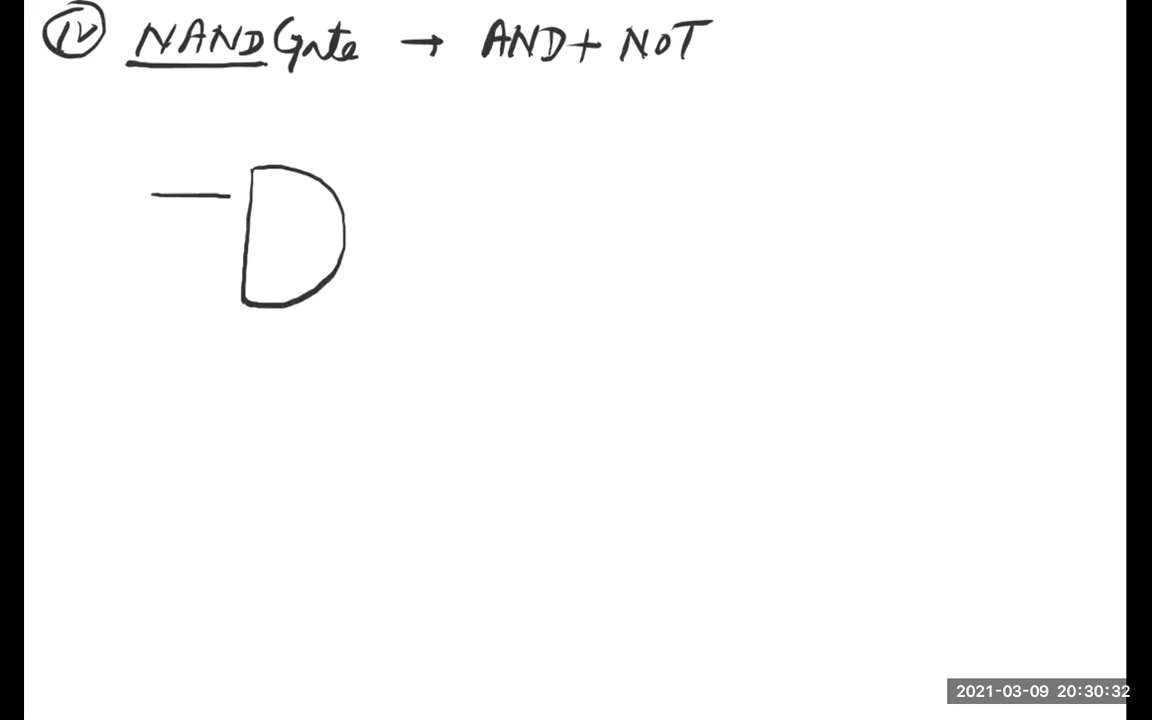 (iv) NAND Gate → AND + NOT
2021-03-09 20:30:32